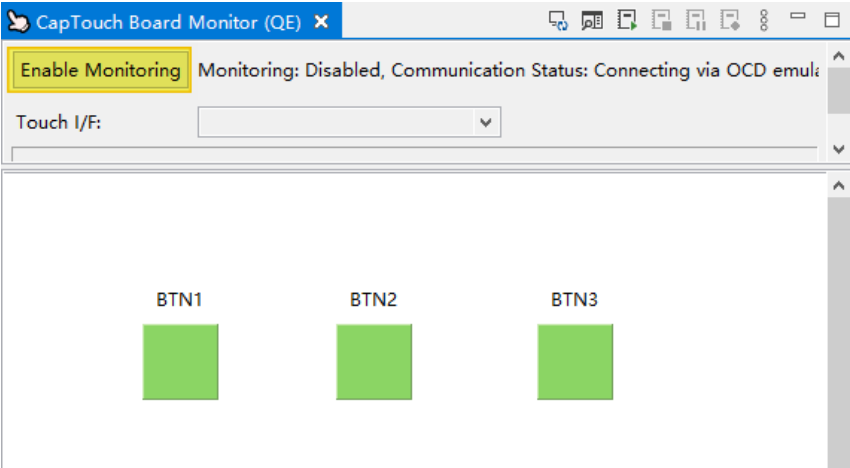 CapTouch Board Monitor (QE)
Enable Monitoring Monitoring: Disabled, Communication Status: Connecting via OCD
Touch I/F:
BTN1 BTN2 BTN3